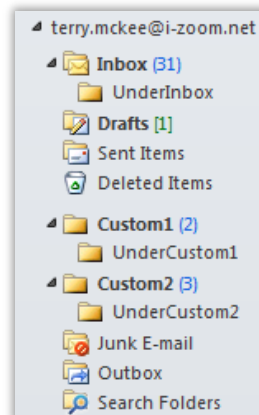 terry.mckee@i-zoom.net
Inbox (31)
UnderInbox
Drafts [1]
Sent Items
Deleted Items
Custom1 (2)
UnderCustom1
Custom2 (3)
UnderCustom2
Junk E-mail
Outbox
Search Folders